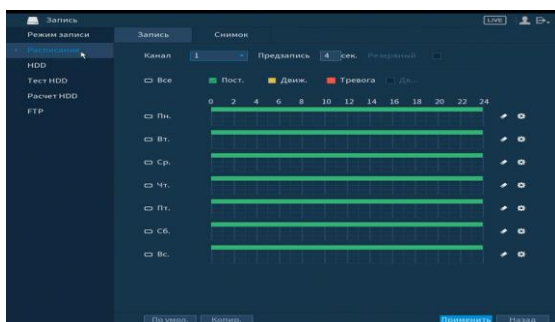 Запись LIVE
Режим записи Запись Снимок
Расписание
Канал 1 Предзапись 4 сек. Резервный
HDD
Тест HDD Все Пост. Движ. Тревога Дв...
Расчет HDD
FTP
0 2 4 6 8 10 12 14 16 18 20 22 24
Пн.
Вт.
Ср.
Чт.
Пт.
Сб.
Вс.
По умол. Копир. Применить Назад